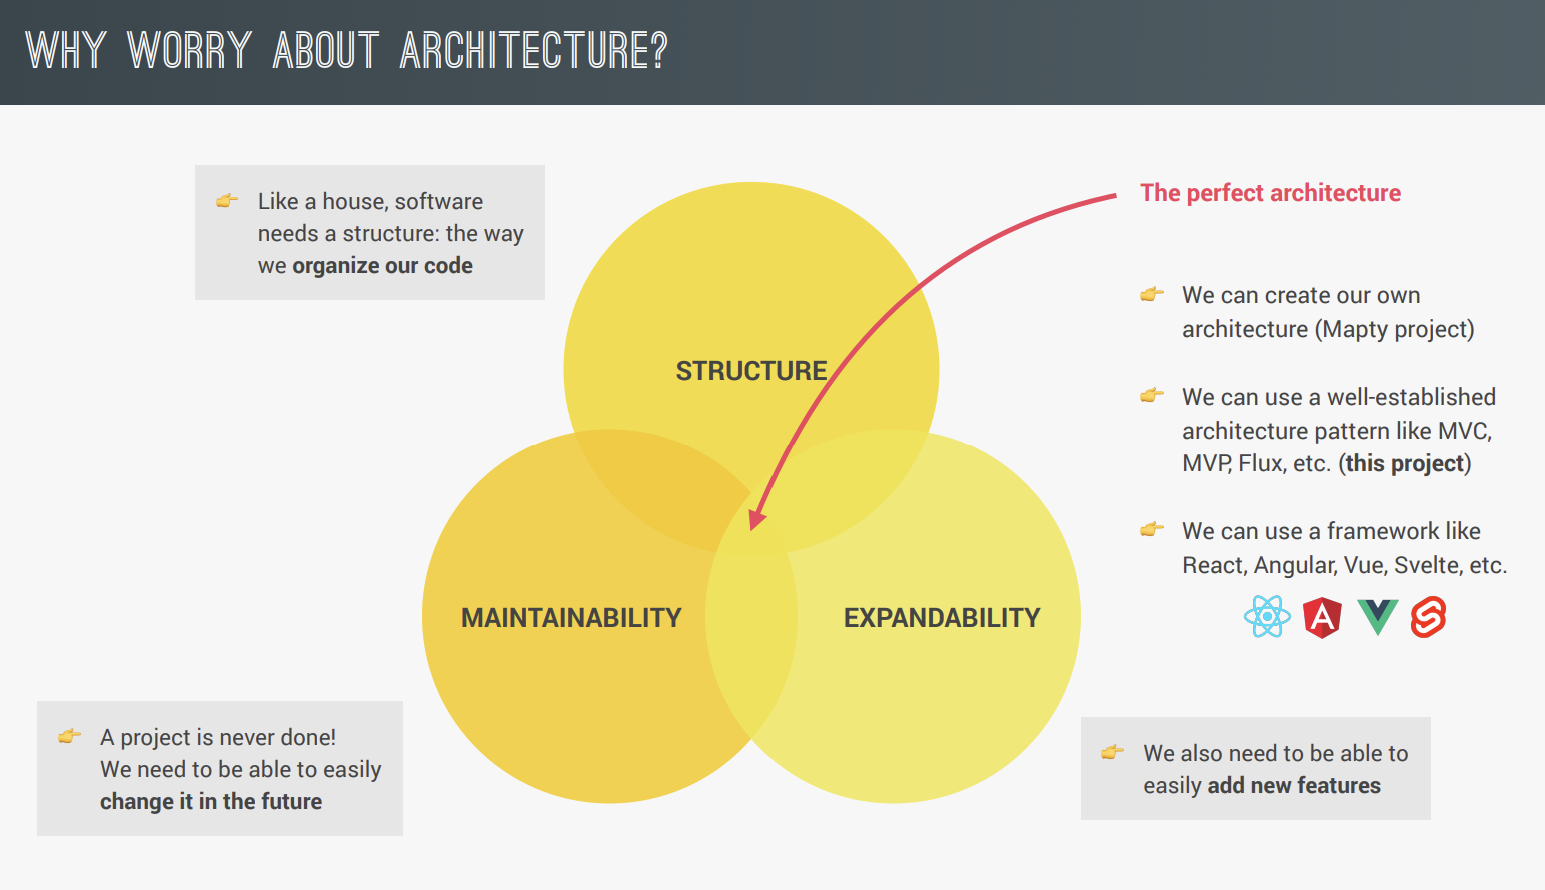 WHY WORRY ABOUT ARCHITECTURE?
👉 Like a house, software
needs a structure: the way
we organize our code
STRUCTURE
MAINTAINABILITY
EXPANDABILITY
The perfect architecture
👉 We can create our own
architecture (Mapty project)
👉 We can use a well-established
architecture pattern like MVC,
MVP, Flux, etc. (this project)
👉 We can use a framework like
React, Angular, Vue, Svelte, etc.
👉 A project is never done!
We need to be able to easily
change it in the future
👉 We also need to be able to
easily add new features